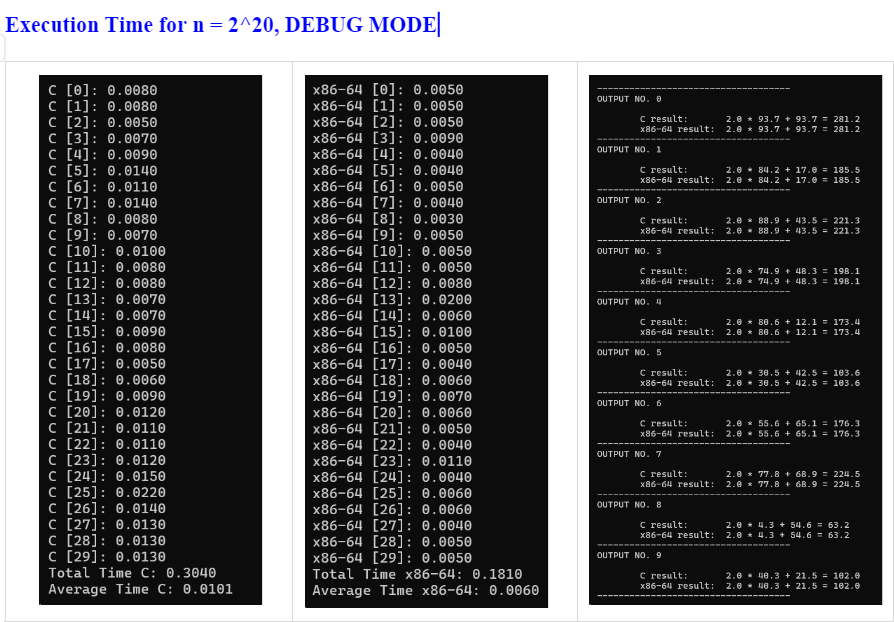 Execution Time for n = 2^20, DEBUG MODE
C [0]: 0.0080
C [1]: 0.0080
C [2]: 0.0050
C [3]: 0.0070
C [4]: 0.0090
C [5]: 0.0140
C [6]: 0.0110
C [7]: 0.0140
C [8]: 0.0080
C [9]: 0.0070
C [10]: 0.0100
C [11]: 0.0080
C [12]: 0.0080
C [13]: 0.0070
C [14]: 0.0070
C [15]: 0.0090
C [16]: 0.0080
C [17]: 0.0050
C [18]: 0.0060
C [19]: 0.0090
C [20]: 0.0120
C [21]: 0.0110
C [22]: 0.0110
C [23]: 0.0120
C [24]: 0.0150
C [25]: 0.0220
C [26]: 0.0140
C [27]: 0.0130
C [28]: 0.0130
C [29]: 0.0130
Total Time C: 0.3040
Average Time C: 0.0101
x86-64 [0]: 0.0050
x86-64 [1]: 0.0050
x86-64 [2]: 0.0050
x86-64 [3]: 0.0090
x86-64 [4]: 0.0040
x86-64 [5]: 0.0040
x86-64 [6]: 0.0050
x86-64 [7]: 0.0040
x86-64 [8]: 0.0030
x86-64 [9]: 0.0050
x86-64 [10]: 0.0050
x86-64 [11]: 0.0050
x86-64 [12]: 0.0080
x86-64 [13]: 0.0200
x86-64 [14]: 0.0060
x86-64 [15]: 0.0100
x86-64 [16]: 0.0050
x86-64 [17]: 0.0040
x86-64 [18]: 0.0060
x86-64 [19]: 0.0070
x86-64 [20]: 0.0060
x86-64 [21]: 0.0050
x86-64 [22]: 0.0040
x86-64 [23]: 0.0110
x86-64 [24]: 0.0040
x86-64 [25]: 0.0060
x86-64 [26]: 0.0060
x86-64 [27]: 0.0040
x86-64 [28]: 0.0050
x86-64 [29]: 0.0050
Total Time x86-64: 0.1810
Average Time x86-64: 0.0060
------------------------------------
OUTPUT NO. 0
C result: 2.0 * 93.7 + 93.7 = 281.2
x86-64 result: 2.0 * 93.7 + 93.7 = 281.2
------------------------------------
OUTPUT NO. 1
C result: 2.0 * 84.2 + 17.0 = 185.5
x86-64 result: 2.0 * 84.2 + 17.0 = 185.5
------------------------------------
OUTPUT NO. 2
C result: 2.0 * 88.9 + 43.5 = 221.3
x86-64 result: 2.0 * 88.9 + 43.5 = 221.3
------------------------------------
OUTPUT NO. 3
C result: 2.0 * 74.9 + 48.3 = 198.1
x86-64 result: 2.0 * 74.9 + 48.3 = 198.1
------------------------------------
OUTPUT NO. 4
C result: 2.0 * 80.6 + 12.1 = 173.4
x86-64 result: 2.0 * 80.6 + 12.1 = 173.4
------------------------------------
OUTPUT NO. 5
C result: 2.0 * 30.5 + 42.5 = 103.6
x86-64 result: 2.0 * 30.5 + 42.5 = 103.6
------------------------------------
OUTPUT NO. 6
C result: 2.0 * 55.6 + 65.1 = 176.3
x86-64 result: 2.0 * 55.6 + 65.1 = 176.3
------------------------------------
OUTPUT NO. 7
C result: 2.0 * 77.8 + 68.9 = 224.5
x86-64 result: 2.0 * 77.8 + 68.9 = 224.5
------------------------------------
OUTPUT NO. 8
C result: 2.0 * 4.3 + 54.6 = 63.2
x86-64 result: 2.0 * 4.3 + 54.6 = 63.2
------------------------------------
OUTPUT NO. 9
C result: 2.0 * 40.3 + 21.5 = 102.0
x86-64 result: 2.0 * 40.3 + 21.5 = 102.0
------------------------------------